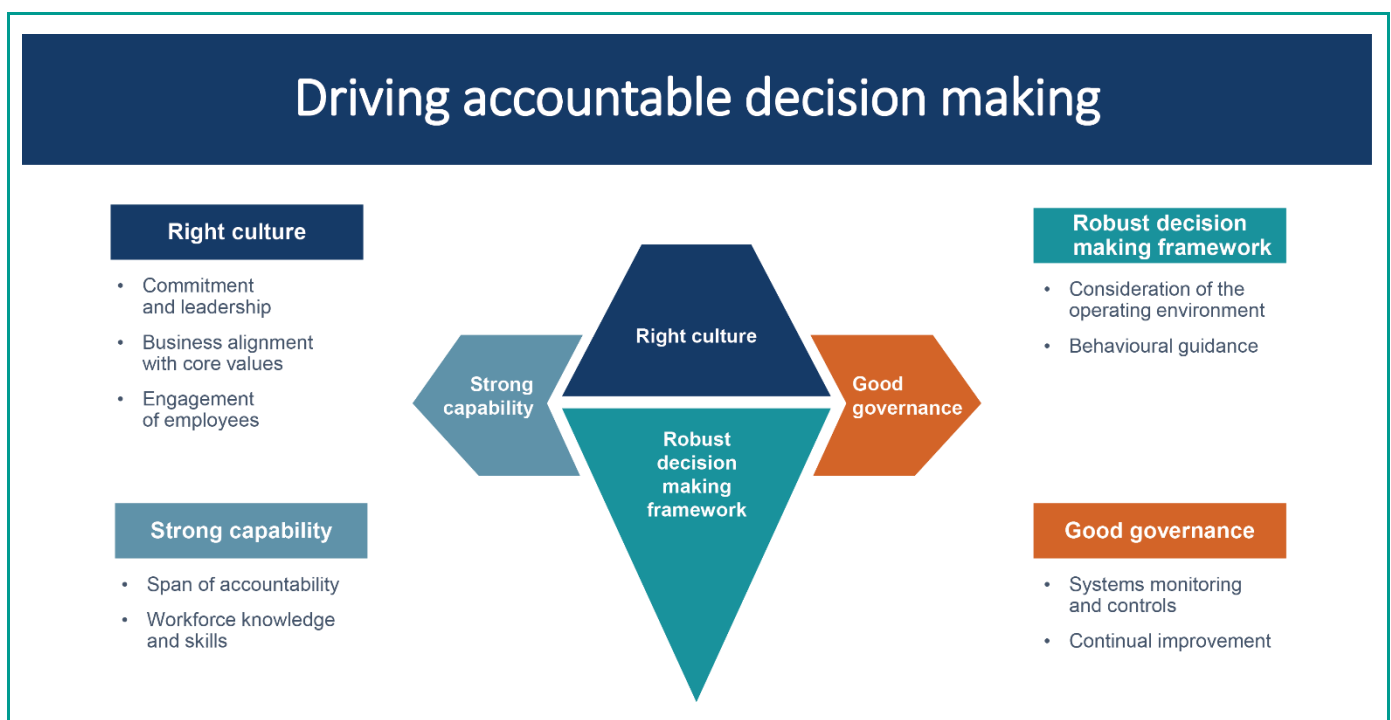 Driving accountable decision making
Right culture
Commitment
and leadership
Business alignment
with core values
Engagement
of employees
Strong capability
Span of accountability
Workforce knowledge
and skills
Right culture
Strong
capability
Good
governance
Robust
decision
making
framework
Robust decision
making framework
Consideration of the
operating environment
Behavioural guidance
Good governance
Systems monitoring
and controls
Continual improvement